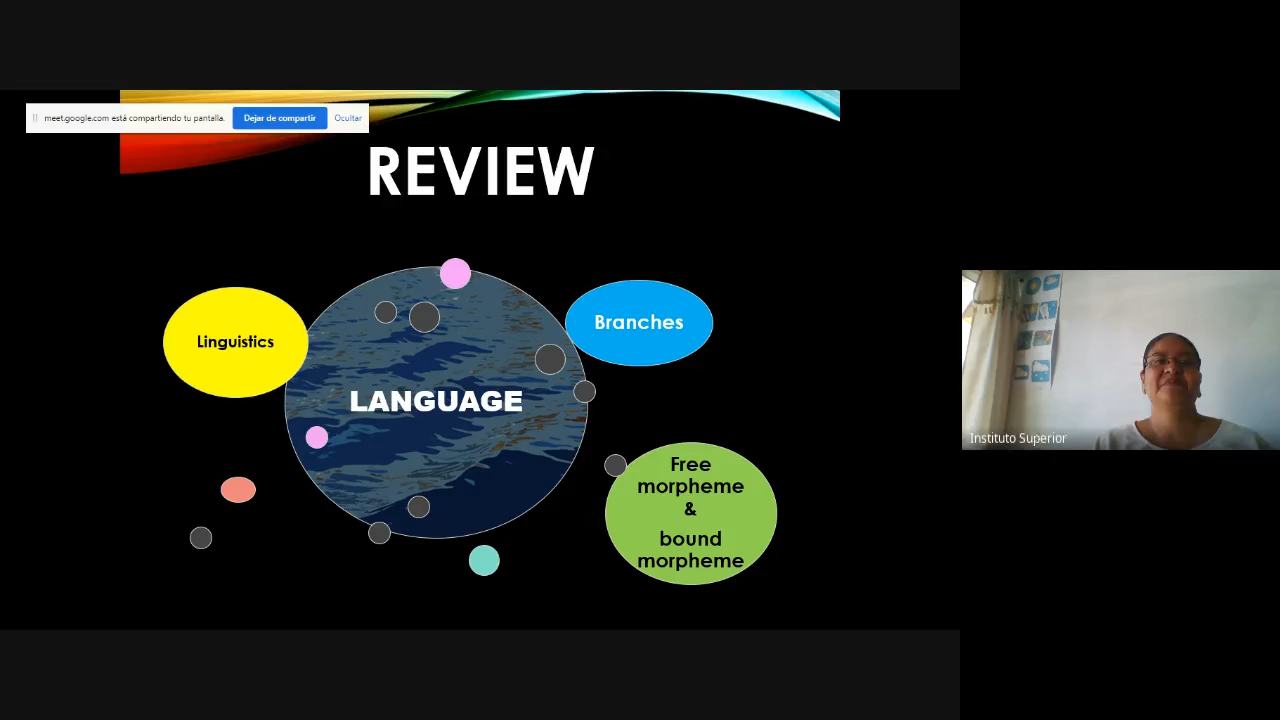 meet.google.com está compartiendo tu pantalla.
Dejar de compartir
Ocultar
REVIEW
Linguistics
Branches
LANGUAGE
Free
morpheme
&
bound
morpheme
Instituto Superior